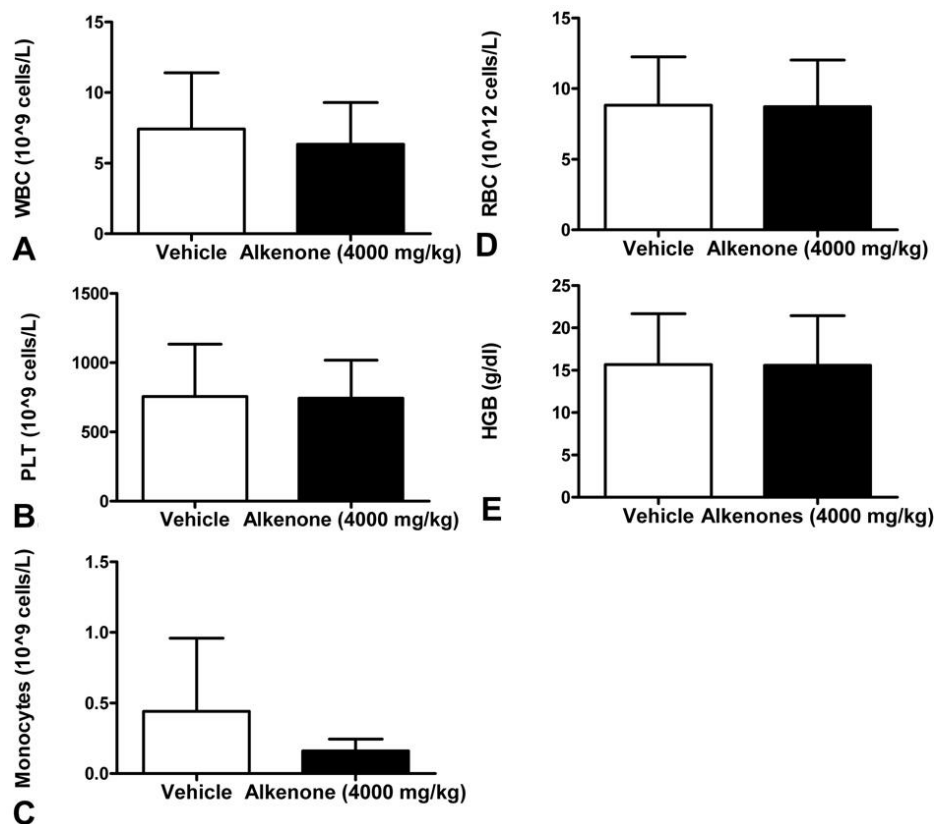 WBC (10^9 cells/L)
15
10
5
0
Vehicle Alkenone (4000 mg/kg)
A
PLT (10^9 cells/L)
1500
1000
500
0
Vehicle Alkenone (4000 mg/kg)
B
Monocytes (10^9 cells/L)
1.5
1.0
0.5
0.0
Vehicle Alkenone (4000 mg/kg)
C
RBC (10^12 cells/L)
15
10
5
0
Vehicle Alkenone (4000 mg/kg)
D
HGB (g/dl)
25
20
15
10
5
0
Vehicle Alkenones (4000 mg/kg)
E